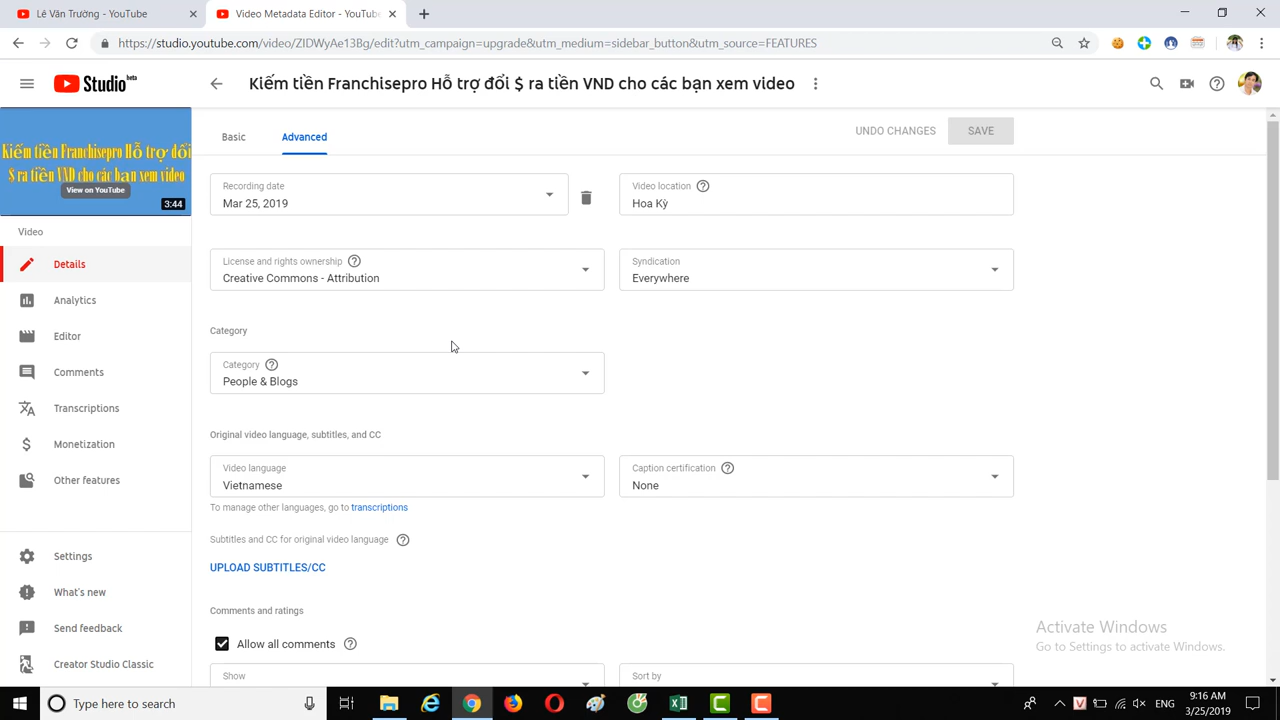 Lê Văn Trường - YouTube
Video Metadata Editor - YouTube
https://studio.youtube.com/video/ZIDWyAe13Bg/edit?utm_campaign=upgrade&utm_medium=sidebar_button&utm_source=FEATURES
Studio beta
Kiếm tiền Franchisepro Hỗ trợ đổi $ ra tiền VND cho các bạn xem video
Kiếm tiền Franchisepro Hỗ trợ đổi
$ ra tiền VND cho các bạn xem video
View on YouTube
3:44
Basic
Advanced
UNDO CHANGES
SAVE
Recording date
Mar 25, 2019
Video location
Hoa Kỳ
Video
Details
Analytics
Editor
Comments
Transcriptions
Monetization
Other features
Settings
What's new
Send feedback
Creator Studio Classic
License and rights ownership
Creative Commons - Attribution
Syndication
Everywhere
Category
Category
People & Blogs
Original video language, subtitles, and CC
Video language
Vietnamese
Caption certification
None
To manage other languages, go to transcriptions
Subtitles and CC for original video language
UPLOAD SUBTITLES/CC
Comments and ratings
Allow all comments
Show
Sort by
Activate Windows
Go to Settings to activate Windows.
Type here to search
ENG
9:16 AM
3/25/2019